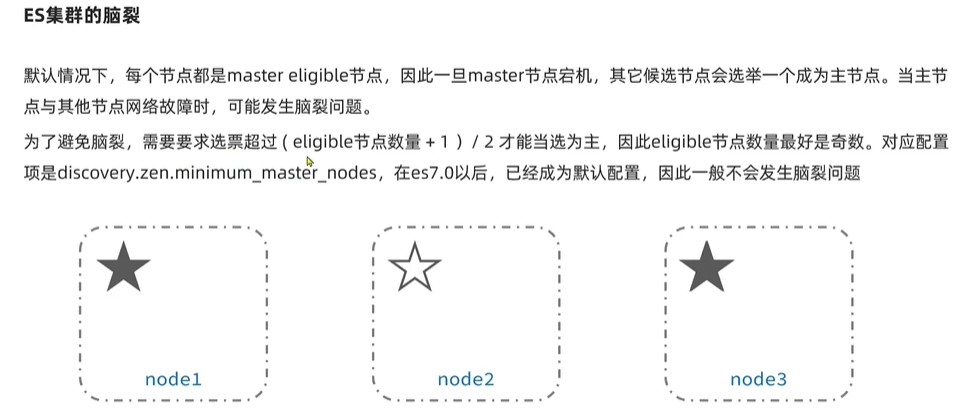 ES集群的脑裂
默认情况下，每个节点都是master eligible节点，因此一旦master节点宕机，其它候选节点会选举一个成为主节点。当主节
点与其他节点网络故障时，可能发生脑裂问题。
为了避免脑裂，需要要求选票超过 ( eligible节点数量 + 1 ) / 2 才能当选为主，因此eligible节点数量最好是奇数。对应配置
项是discovery.zen.minimum_master_nodes，在es7.0以后，已经成为默认配置，因此一般不会发生脑裂问题
node1 node2 node3